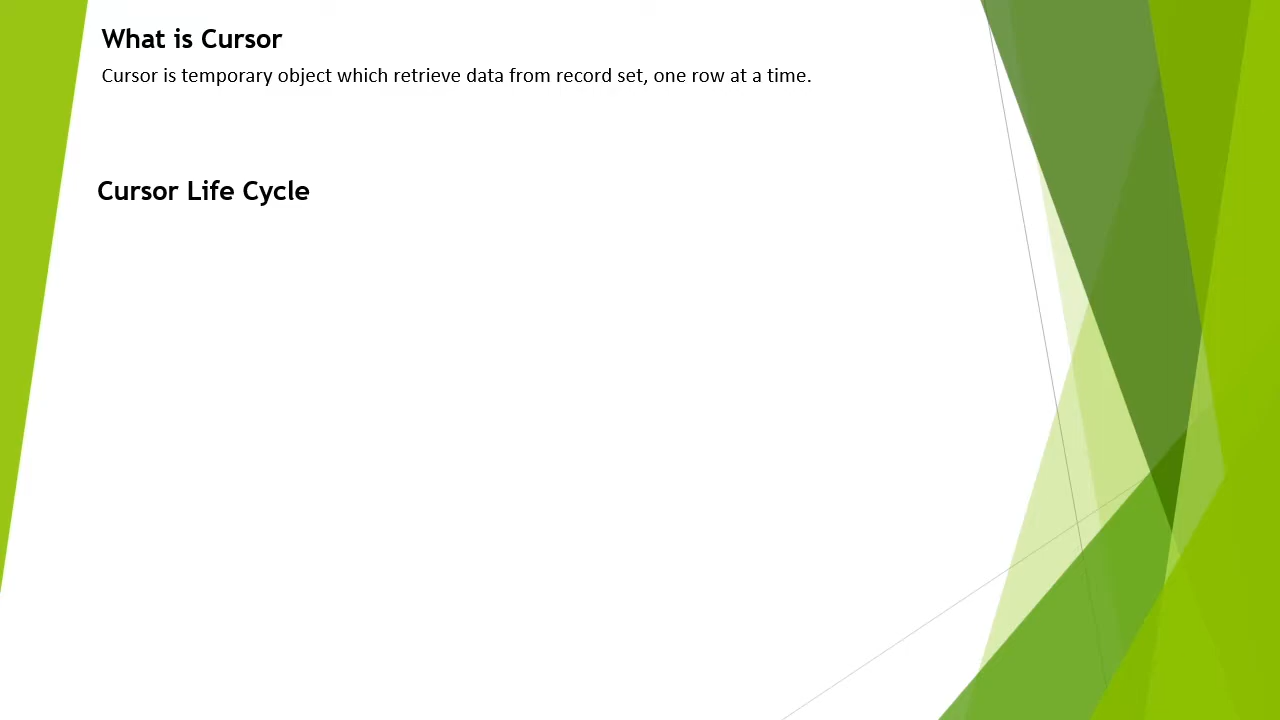 What is Cursor
Cursor is temporary object which retrieve data from record set, one row at a time.
Cursor Life Cycle